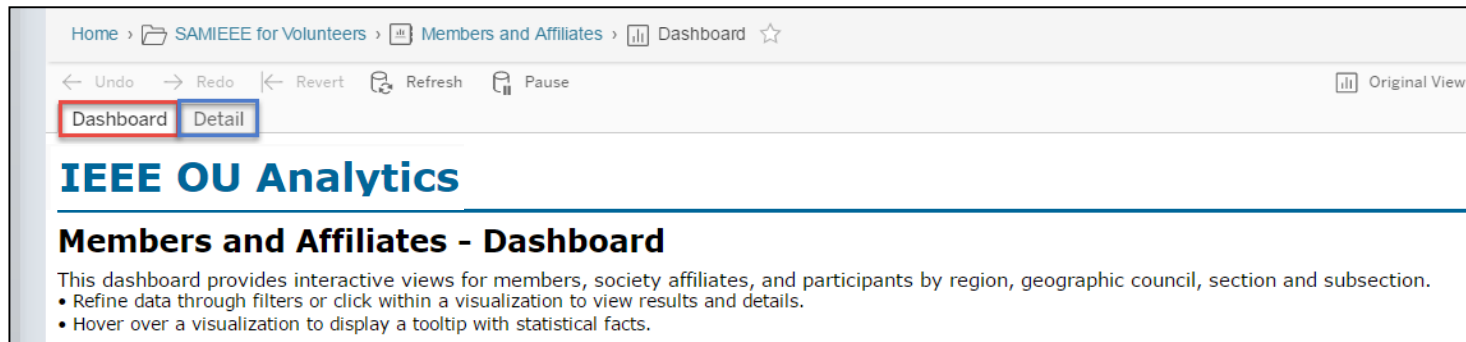 Home › SAMIEEE for Volunteers › Members and Affiliates › Dashboard
Undo Redo Revert Refresh Pause Original View
Dashboard Detail
IEEE OU Analytics
Members and Affiliates - Dashboard
This dashboard provides interactive views for members, society affiliates, and participants by region, geographic council, section and subsection.
• Refine data through filters or click within a visualization to view results and details.
• Hover over a visualization to display a tooltip with statistical facts.